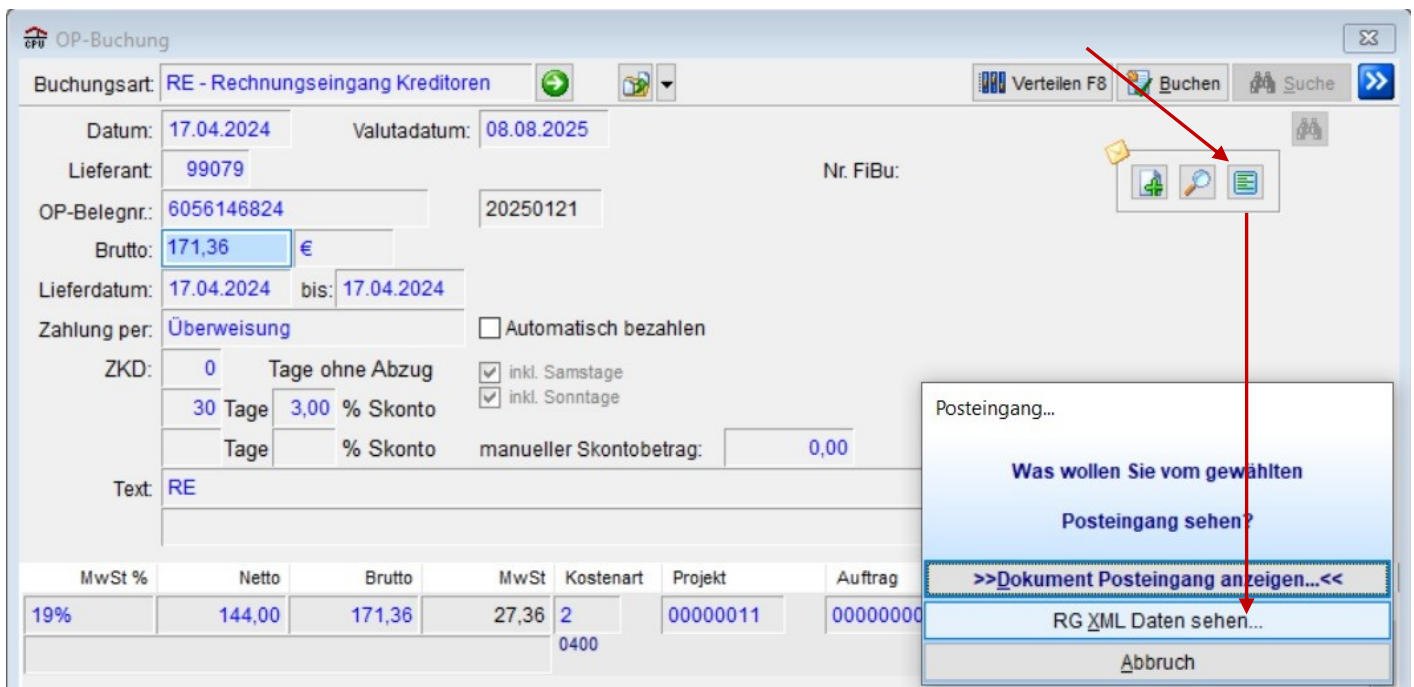 CPU OP-Buchung
Buchungsart: RE - Rechnungseingang Kreditoren Verteilen F8 Buchen Suche
Datum: 17.04.2024 Valutadatum: 08.08.2025
Lieferant: 99079 Nr. FiBu:
OP-Belegnr.: 6056146824 20250121
Brutto: 171,36 €
Lieferdatum: 17.04.2024 bis: 17.04.2024
Zahlung per: Überweisung Automatisch bezahlen
ZKD: 0 Tage ohne Abzug inkl. Samstage
inkl. Sonntage
30 Tage 3,00 % Skonto
Tage % Skonto manueller Skontobetrag: 0,00
Text: RE
MwSt % Netto Brutto MwSt Kostenart Projekt Auftrag
19% 144,00 171,36 27,36 2 00000011 00000000
0400
Posteingang...
Was wollen Sie vom gewählten
Posteingang sehen?
>>Dokument Posteingang anzeigen...<<
RG XML Daten sehen...
Abbruch